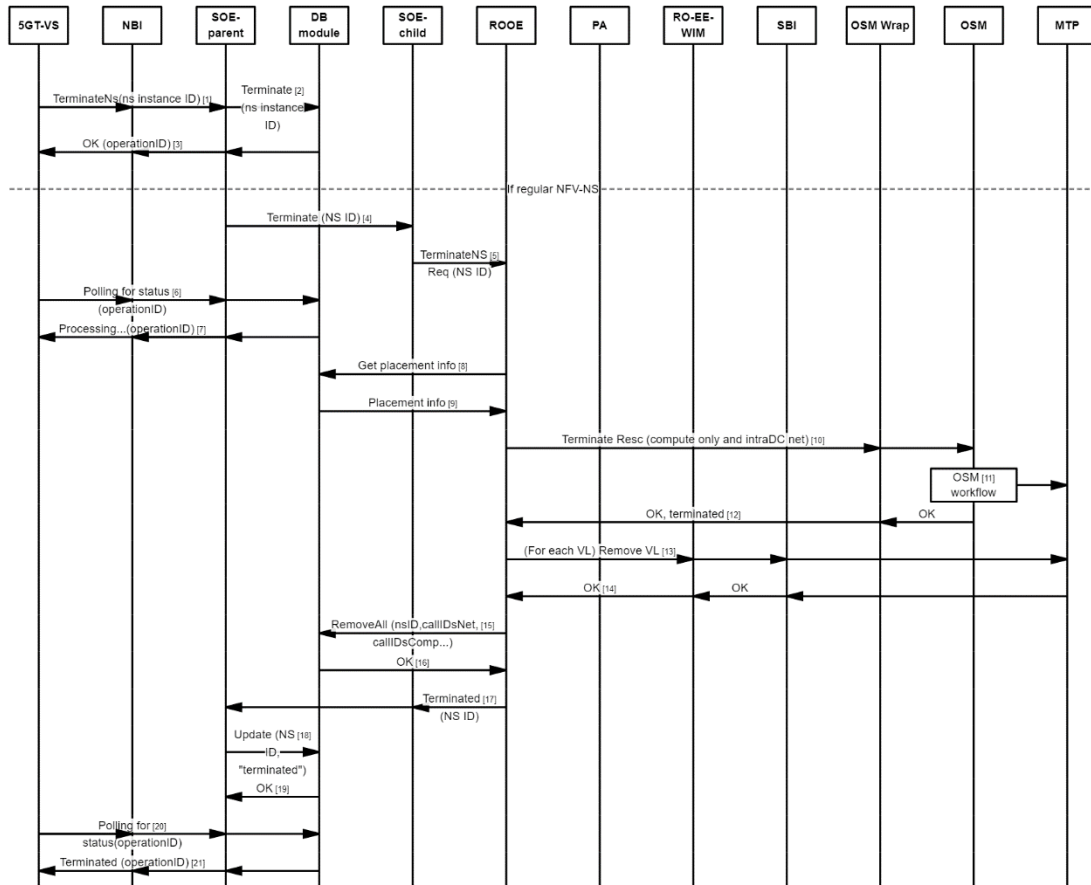 5GT-VS
NBI
SOE-
parent
DB
module
SOE-
child
ROOE
PA
RO-EE-
WIM
SBI
OSM Wrap
OSM
MTP
TerminateNs(ns instance ID) [1]
Terminate [2]
(ns instance
ID)
OK (operationID) [3]
If regular NFV-NS
Terminate (NS ID) [4]
TerminateNS [5]
Req (NS ID)
Polling for status [6]
(operationID)
Processing...(operationID) [7]
Get placement info [8]
Placement info [9]
Terminate Resc (compute only and intraDC net) [10]
OSM [11]
workflow
OK, terminated [12]
OK
(For each VL) Remove VL [13]
OK [14]
OK
RemoveAll (nsID,callIDsNet, [15]
callIDsComp...)
OK [16]
Terminated [17]
(NS ID)
Update (NS [18]
ID,
"terminated")
OK [19]
Polling for [20]
status(operationID)
Terminated (operationID) [21]